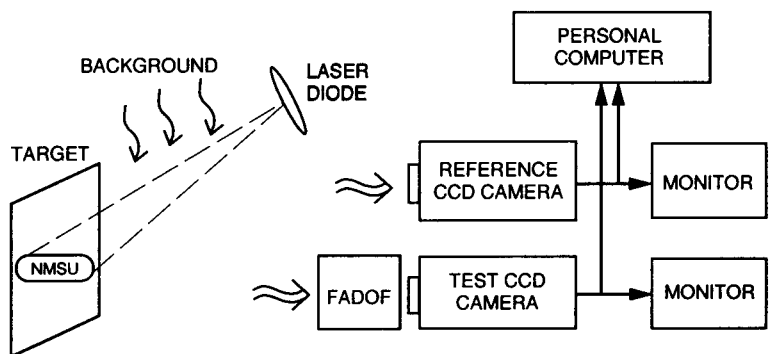 PERSONAL
COMPUTER
BACKGROUND
LASER
DIODE
TARGET
NMSU
REFERENCE
CCD CAMERA
MONITOR
FADOF
TEST CCD
CAMERA
MONITOR